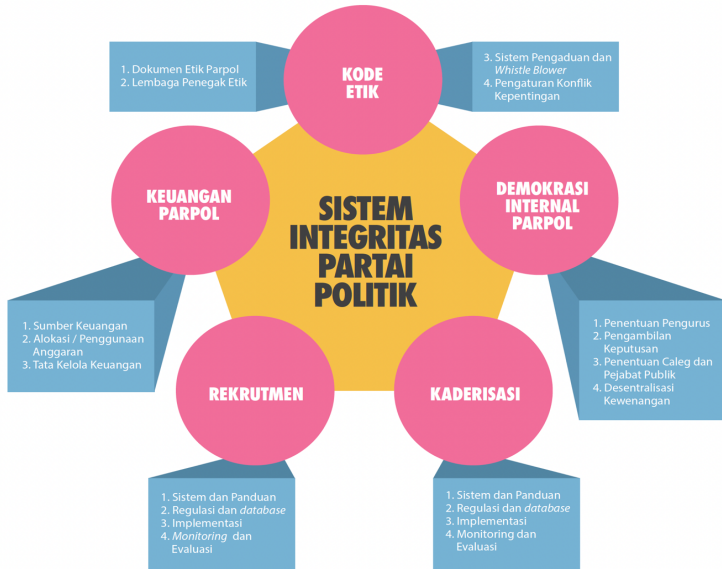 1. Dokumen Etik Parpol
2. Lembaga Penegak Etik
KODE
ETIK
3. Sistem Pengaduan dan
Whistle Blower
4. Pengaturan Konflik
Kepentingan
KEUANGAN
PARPOL
SISTEM
INTEGRITAS
PARTAI
POLITIK
DEMOKRASI
INTERNAL
PARPOL
1. Sumber Keuangan
2. Alokasi / Penggunaan
Anggaran
3. Tata Kelola Keuangan
1. Penentuan Pengurus
2. Pengambilan
Keputusan
3. Penentuan Caleg dan
Pejabat Publik
4. Desentralisasi
Kewenangan
REKRUTMEN
KADERISASI
1. Sistem dan Panduan
2. Regulasi dan database
3. Implementasi
4. Monitoring dan
Evaluasi
1. Sistem dan Panduan
2. Regulasi dan database
3. Implementasi
4. Monitoring dan
Evaluasi